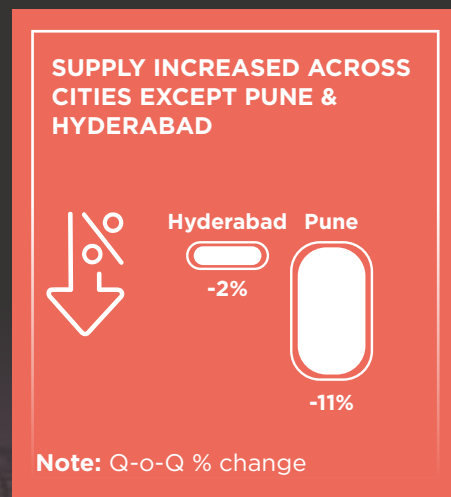 SUPPLY INCREASED ACROSS
CITIES EXCEPT PUNE &
HYDERABAD
%
Hyderabad Pune
-2%
-11%
Note: Q-o-Q % change